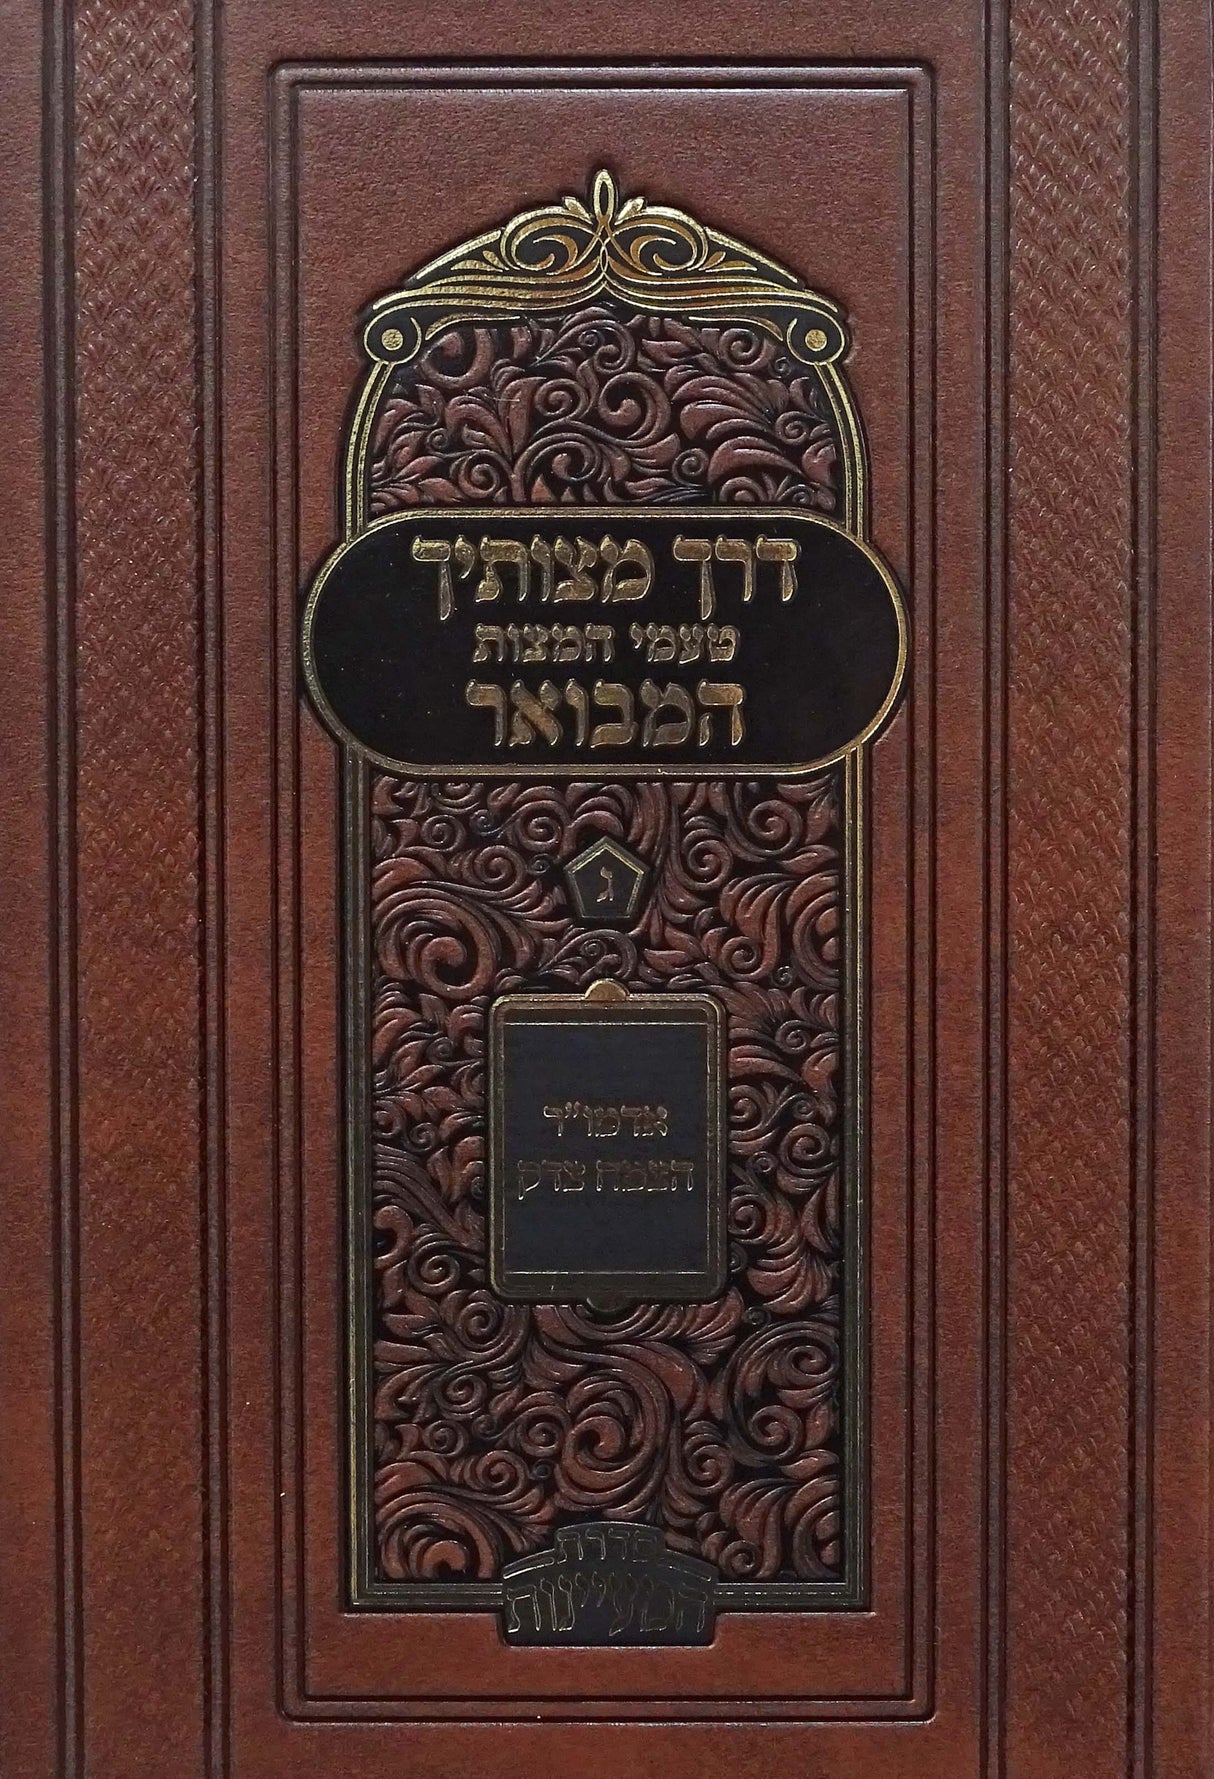 דרך מצותיך
טעמי המצות
המבואר
ג
אדמו״ר
הצמח צדק
סדרת
המעיינות